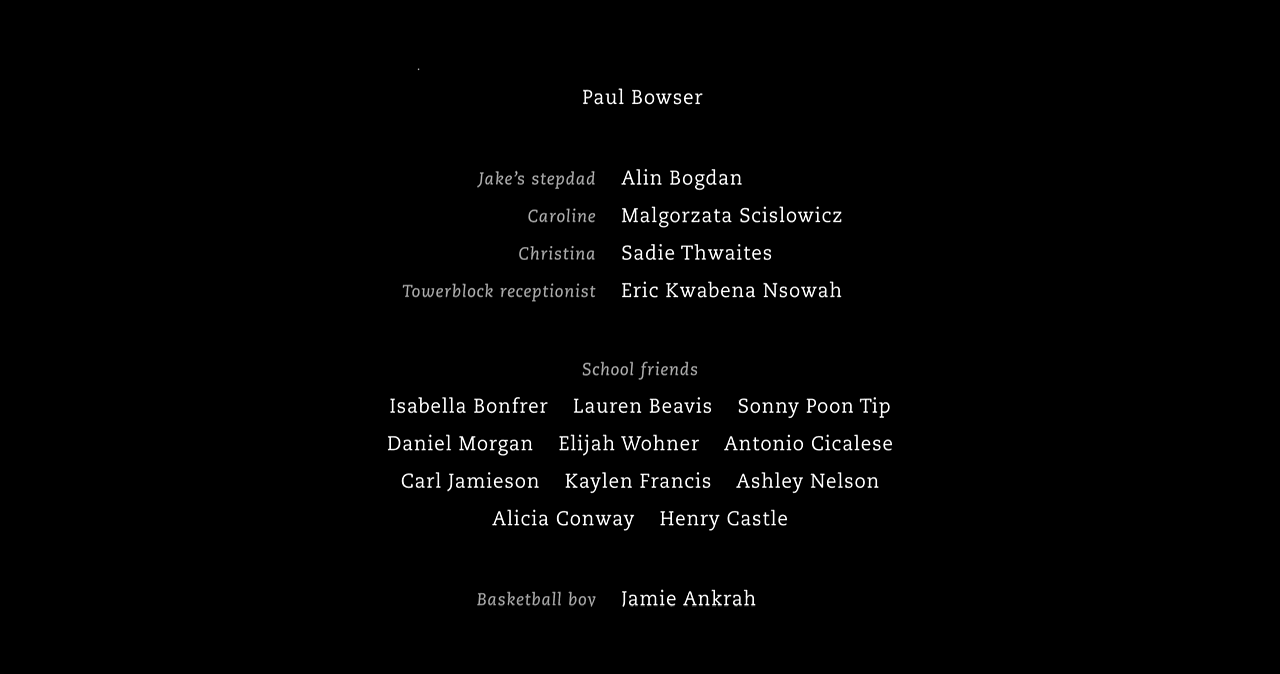 Paul Bowser
Jake's stepdad Alin Bogdan
Caroline Malgorzata Scislowicz
Christina Sadie Thwaites
Towerblock receptionist Eric Kwabena Nsowah
School friends
Isabella Bonfrer Lauren Beavis Sonny Poon Tip
Daniel Morgan Elijah Wohner Antonio Cicalese
Carl Jamieson Kaylen Francis Ashley Nelson
Alicia Conway Henry Castle
Basketball boy Jamie Ankrah